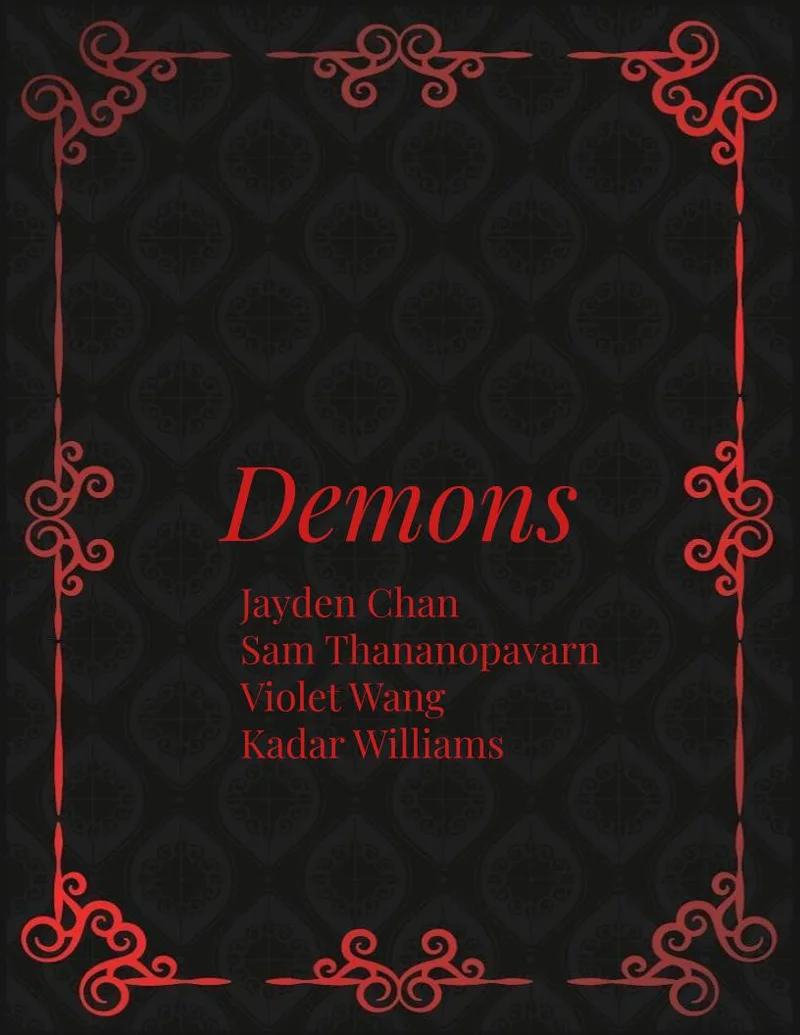 Demons
Jayden Chan
Sam Thananopavarn
Violet Wang
Kadar Williams